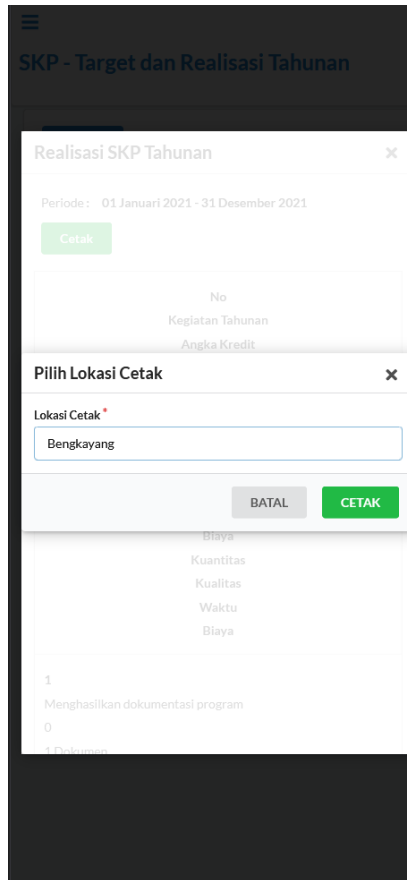 SKP - Target dan Realisasi Tahunan
Realisasi SKP Tahunan
Periode : 01 Januari 2021 - 31 Desember 2021
Cetak
No
Kegiatan Tahunan
Angka Kredit
Pilih Lokasi Cetak
Lokasi Cetak *
Bengkayang
BATAL CETAK
Biaya
Kuantitas
Kualitas
Waktu
Biaya
1
Menghasilkan dokumentasi program
0
1 Dokumen